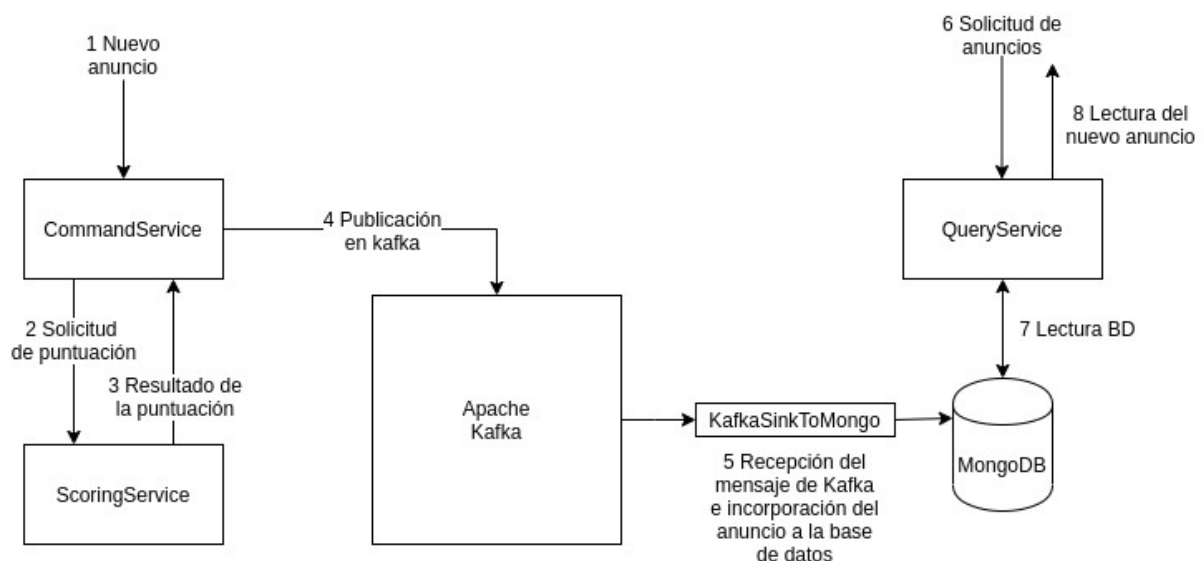 1 Nuevo
anuncio
CommandService
2 Solicitud
de puntuación
3 Resultado de
la puntuación
ScoringService
4 Publicación
en kafka
Apache
Kafka
KafkaSinkToMongo
5 Recepción del
mensaje de Kafka
e incorporación del
anuncio a la base
de datos
6 Solicitud de
anuncios
8 Lectura del
nuevo anuncio
QueryService
7 Lectura BD
MongoDB